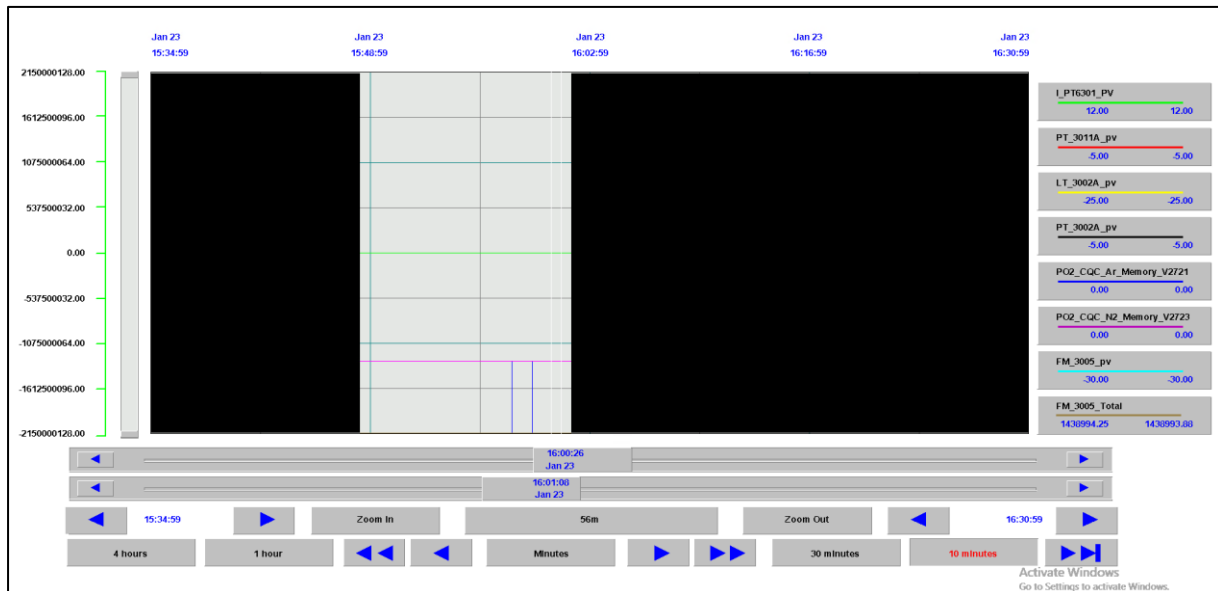 Jan 23 Jan 23 Jan 23 Jan 23 Jan 23
15:34:59 15:48:59 16:02:59 16:16:59 16:30:59
2150000128.00
1612500096.00
1075000064.00
537500032.00
0.00
-537500032.00
-1075000064.00
-1612500096.00
-2150000128.00
I_PT6301_PV
12.00 12.00
PT_3011A_pv
-5.00 -5.00
LT_3002A_pv
-25.00 -25.00
PT_3002A_pv
-5.00 -5.00
PO2_CQC_Ar_Memory_V2721
0.00 0.00
PO2_CQC_N2_Memory_V2723
0.00 0.00
FM_3005_pv
-30.00 -30.00
FM_3005_Total
1438994.25 1438993.88
16:00:26
Jan 23
16:01:08
Jan 23
15:34:59 Zoom In 56m Zoom Out 16:30:59
4 hours 1 hour Minutes 30 minutes 10 minutes
Activate Windows
Go to Settings to activate Windows.